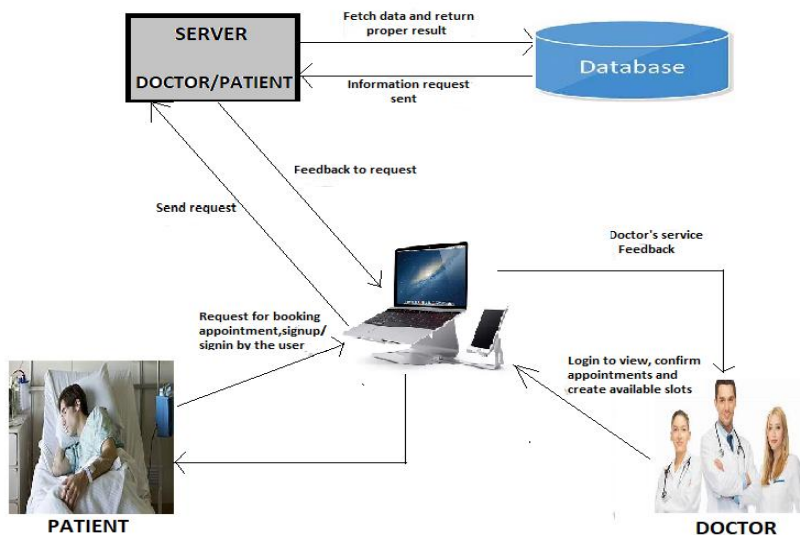 Fetch data and return
proper result
SERVER
DOCTOR/PATIENT
Database
Information request
sent
Feedback to request
Send request
Doctor's service
Feedback
Request for booking
appointment,signup/
signin by the user
Login to view, confirm
appointments and
create available slots
PATIENT
DOCTOR